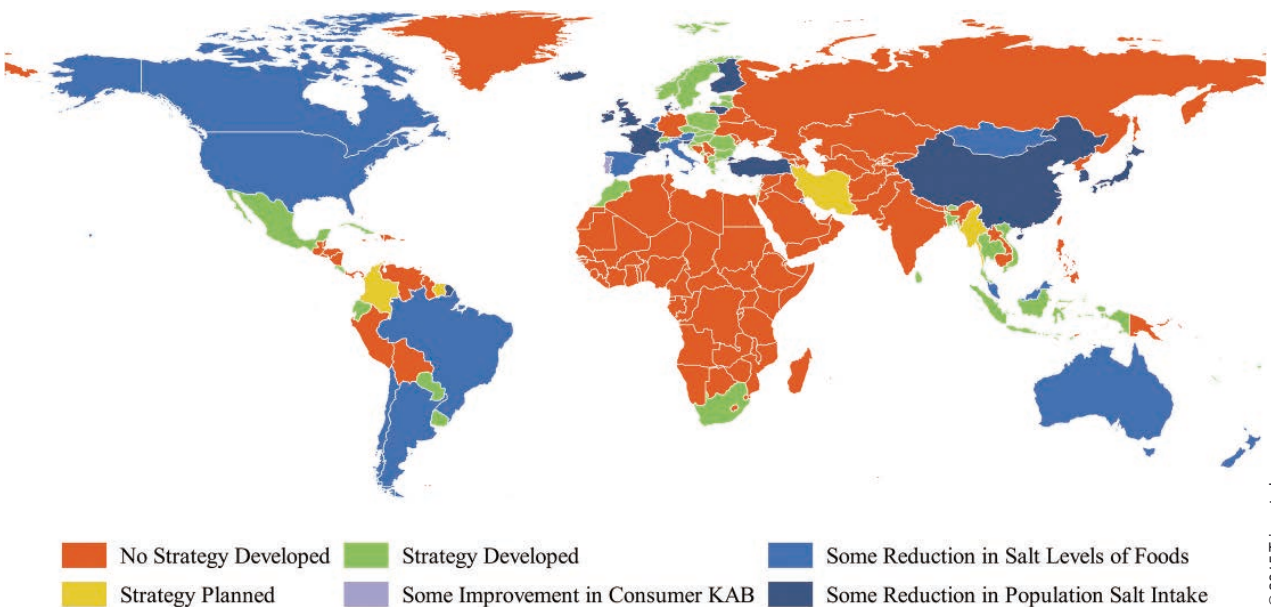 No Strategy Developed
Strategy Developed
Some Reduction in Salt Levels of Foods
Strategy Planned
Some Improvement in Consumer KAB
Some Reduction in Population Salt Intake